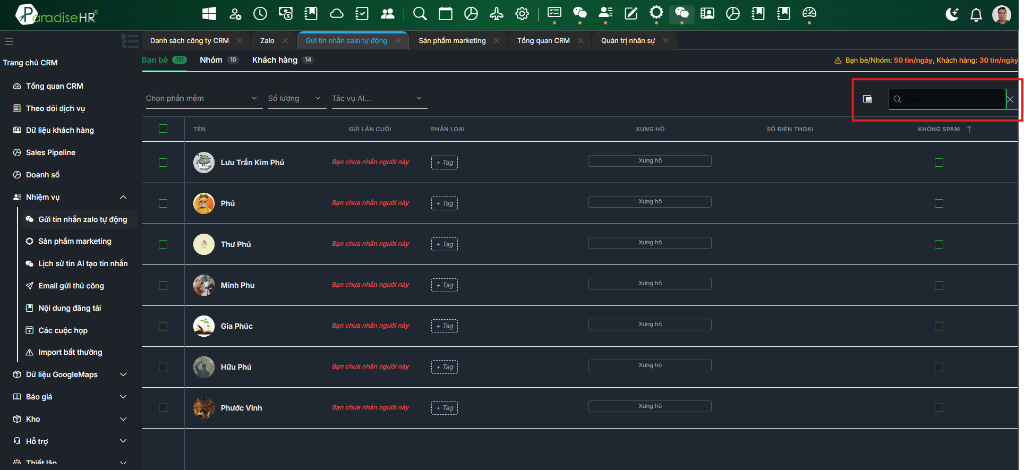 ParadiseHR®
Danh sách công ty CRM
Zalo
Gửi tin nhắn zalo tự động
Sản phẩm marketing
Tổng quan CRM
Quản trị nhân sự
Trang chủ CRM
Tổng quan CRM
Theo dõi dịch vụ
Dữ liệu khách hàng
Sales Pipeline
Doanh số
Nhiệm vụ
Gửi tin nhắn zalo tự động
Sản phẩm marketing
Lịch sử tin AI tạo tin nhắn
Email gửi thủ công
Nội dung đăng tải
Các cuộc họp
Import bất thường
Dữ liệu GoogleMaps
Báo giá
Kho
Hỗ trợ
Thiết lập
Bạn bè 117
Nhóm 10
Khách hàng 14
Bạn bè/Nhóm: 50 tin/ngày, Khách hàng: 30 tin/ngày
Chọn phần mềm
Số lượng
Tác vụ AI...
TÊN
GỬI LẦN CUỐI
PHÂN LOẠI
XƯNG HÔ
SỐ ĐIỆN THOẠI
KHÔNG SPAM
Lưu Trần Kim Phú
Bạn chưa nhắn người này
+ Tag
Xưng hô
Phú
Bạn chưa nhắn người này
+ Tag
Xưng hô
Thư Phú
Bạn chưa nhắn người này
+ Tag
Xưng hô
Minh Phu
Bạn chưa nhắn người này
+ Tag
Xưng hô
Gia Phúc
Bạn chưa nhắn người này
+ Tag
Xưng hô
Hữu Phú
Bạn chưa nhắn người này
+ Tag
Xưng hô
Phước Vinh
Bạn chưa nhắn người này
+ Tag
Xưng hô